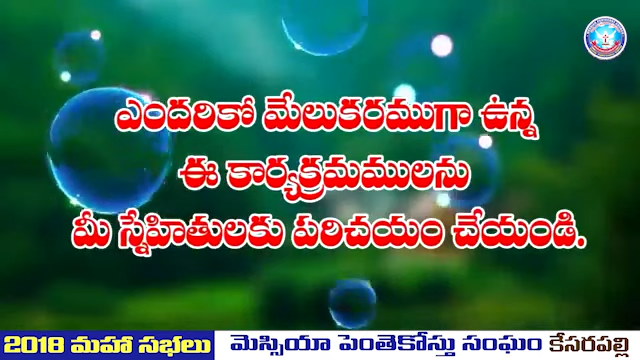 ఎందరికో మేలుకరముగా ఉన్న
ఈ కార్యక్రమములను
మీ స్నేహితులకు పరిచయం చేయండి.
2018 మహా సభలు మెస్సియా పెంతెకోస్తు సంఘం కేసరపల్లి